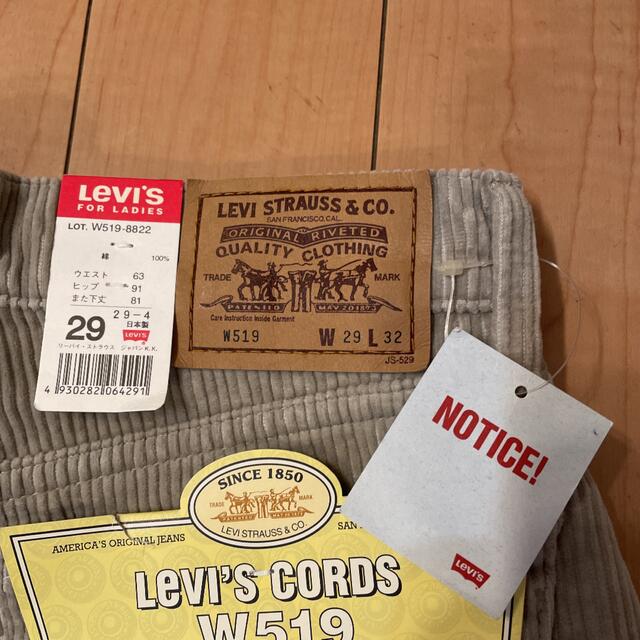 Levi's
FOR LADIES
LOT. W519-8822
綿 100%
ウエスト 63
ヒップ 91
また下丈 81
29-4
29 日本製
Levi's
リーバイ・ストラウス ジャパンK.K.
4 930282 064291
LEVI STRAUSS & CO.
SAN FRANCISCO, CAL.
ORIGINAL RIVETED
QUALITY CLOTHING
TRADE MARK
PATENTED MAY 20 1873
Care Instruction Inside Garment
W519 W 29 L 32
JS-529
NOTICE!
Levi's
SINCE 1850
TRADE MARK
LEVI STRAUSS & CO.
AMERICA'S ORIGINAL JEANS SAN
Levi's CORDS
W519